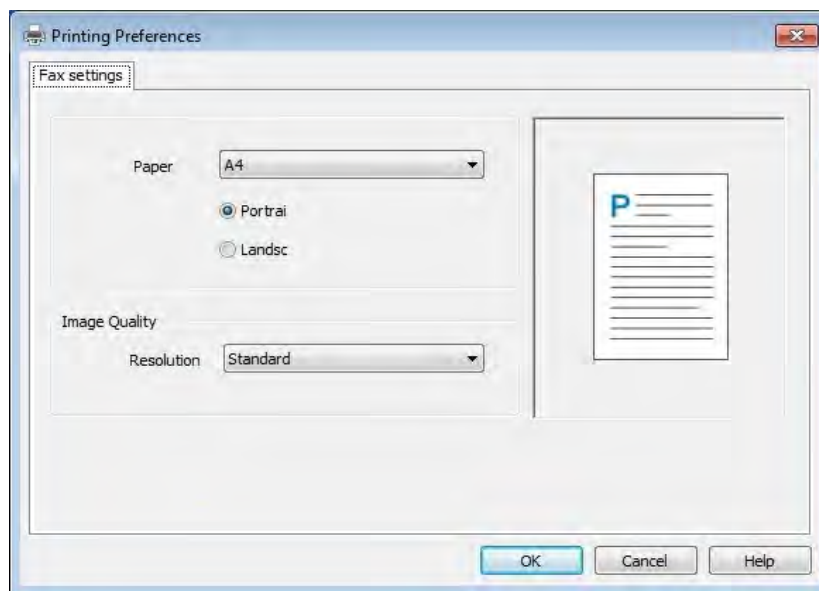 Printing Preferences
Fax settings
Paper
A4
Portrai
Landsc
Image Quality
Resolution
Standard
P
OK
Cancel
Help